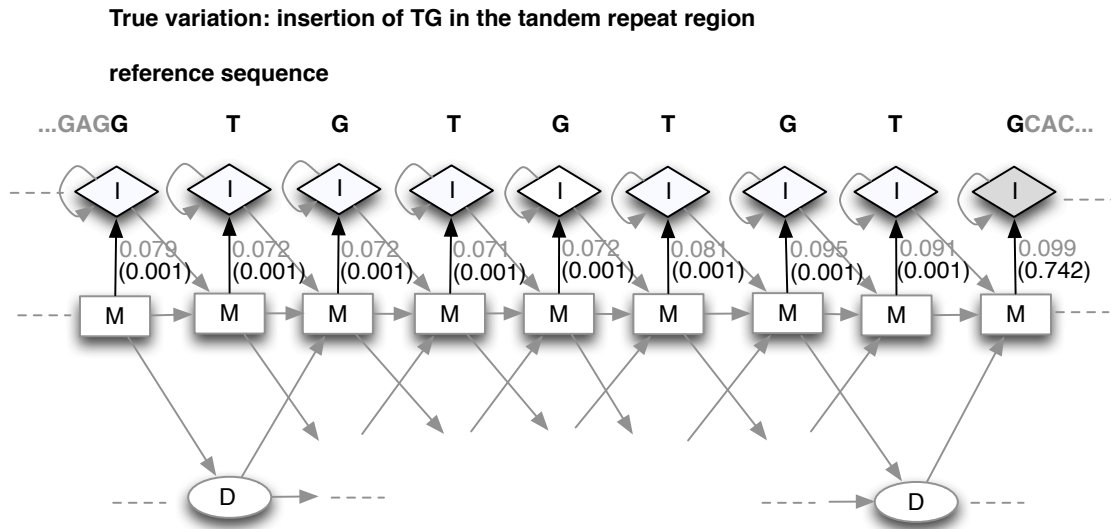 True variation: insertion of TG in the tandem repeat region
reference sequence
...GAGG T G T G T G T GCAC...
I I I I I I I I I
0.079 0.072 0.072 0.071 0.072 0.081 0.095 0.091 0.099
(0.001) (0.001) (0.001) (0.001) (0.001) (0.001) (0.001) (0.001) (0.742)
M M M M M M M M M
D D